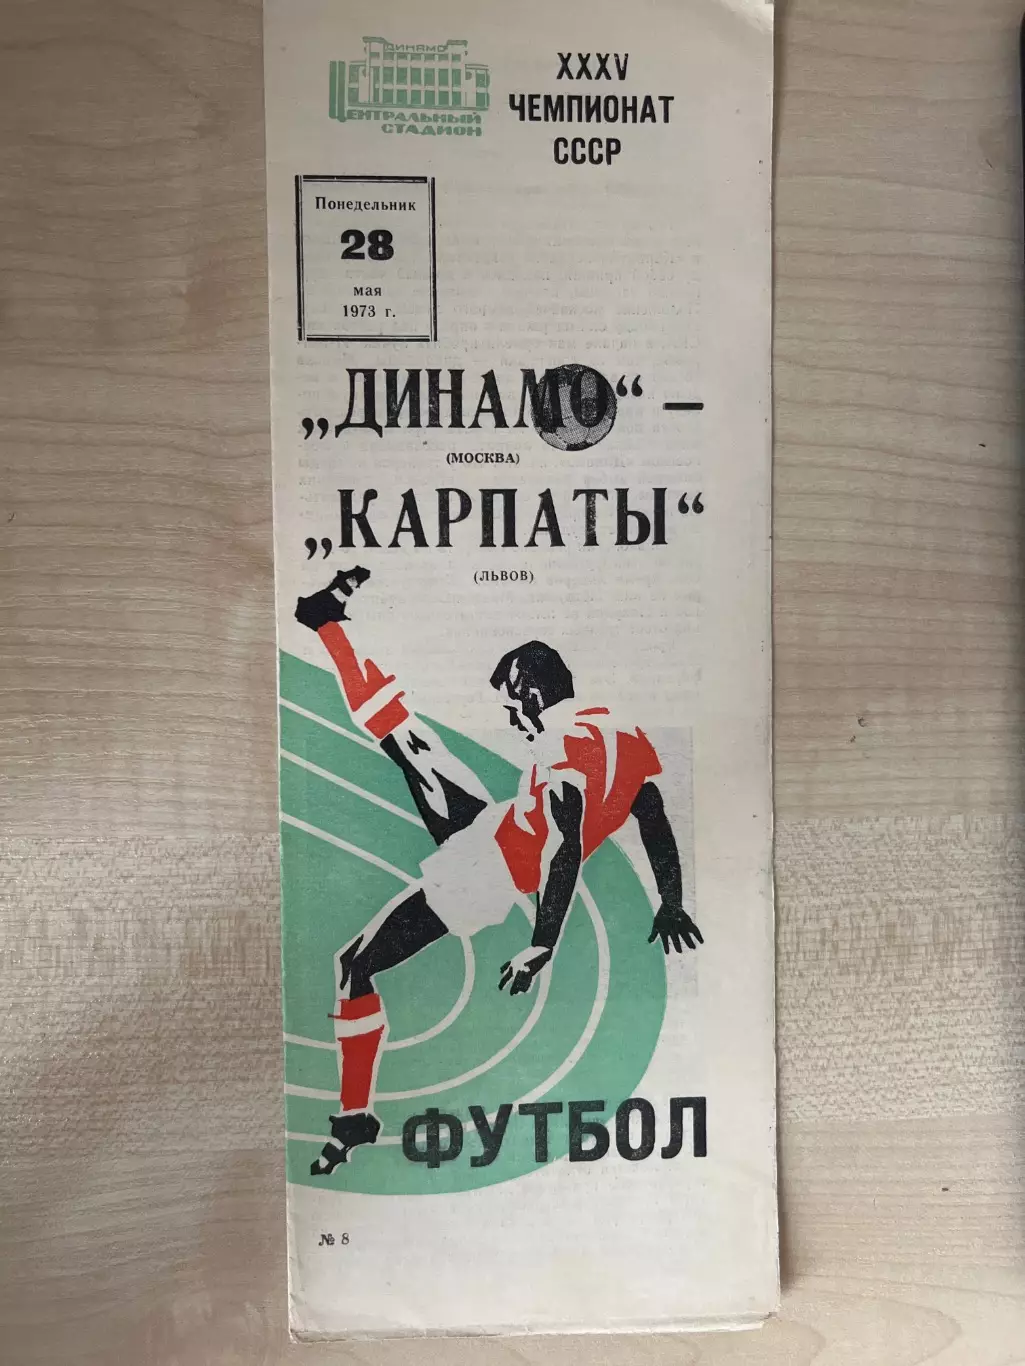 ДИНАМО
ЦЕНТРАЛЬНЫЙ
СТАДИОН
XXXV
ЧЕМПИОНАТ
СССР
Понедельник
28
мая
1973 г.
„ДИНАМО“ –
(МОСКВА)
„КАРПАТЫ“
(ЛЬВОВ)
ФУТБОЛ
№ 8